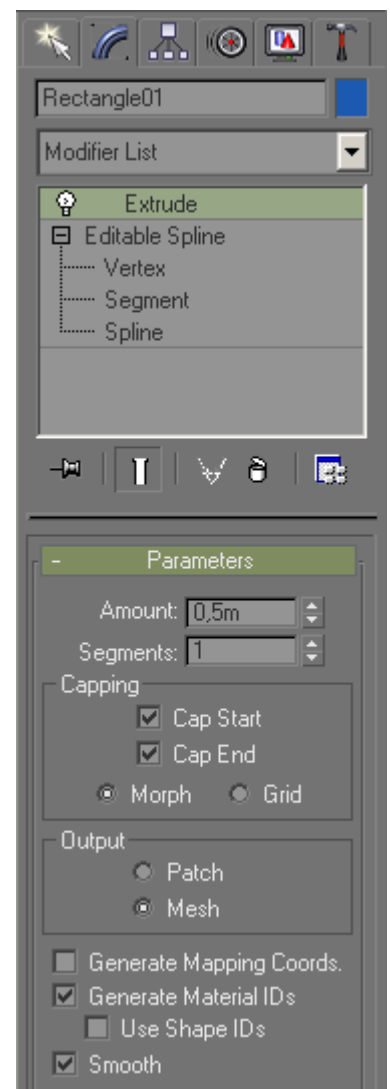 Rectangle01
Modifier List
Extrude
Editable Spline
Vertex
Segment
Spline
- Parameters
Amount: 0,5m
Segments: 1
Capping
Cap Start
Cap End
Morph Grid
Output
Patch
Mesh
Generate Mapping Coords.
Generate Material IDs
Use Shape IDs
Smooth